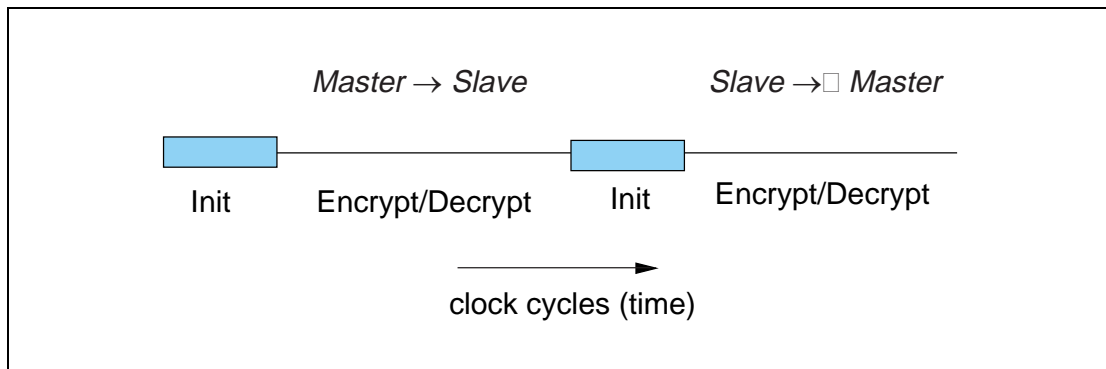 Master → Slave
Slave →□ Master
Init
Encrypt/Decrypt
Init
Encrypt/Decrypt
clock cycles (time)